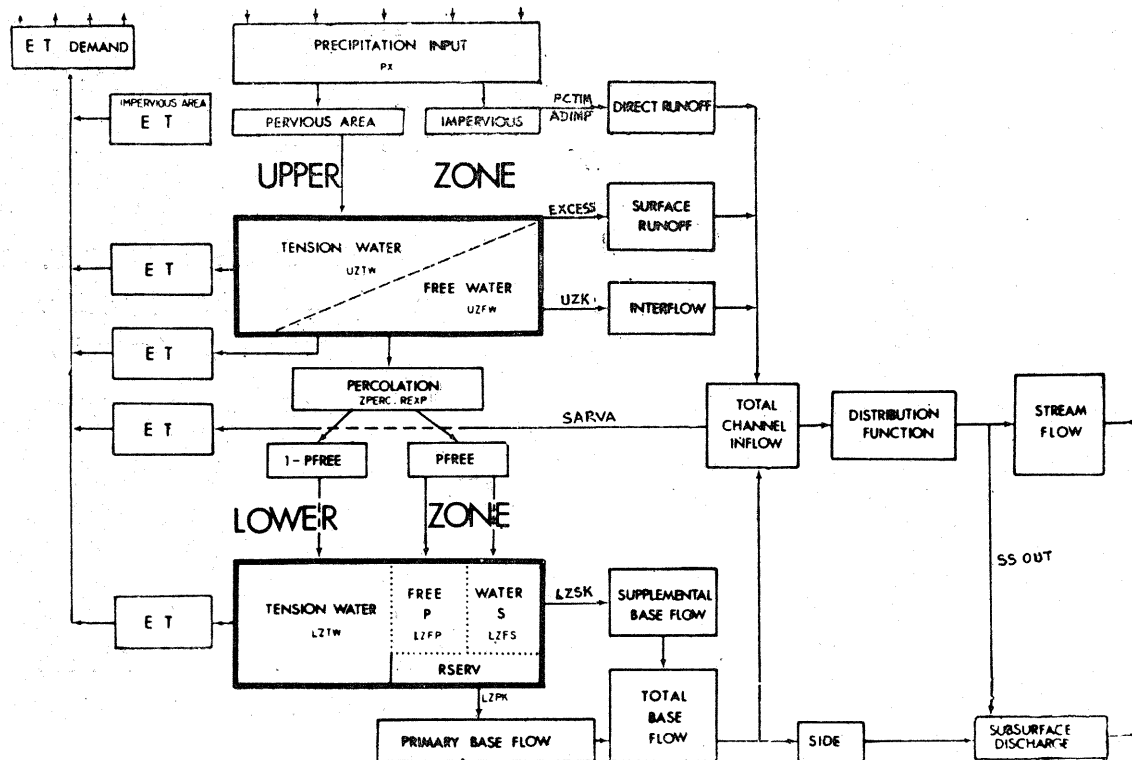 E T DEMAND
PRECIPITATION INPUT
PX
IMPERVIOUS AREA
E T
PERVIOUS AREA
IMPERVIOUS
PCTIM
ADIMP
DIRECT RUNOFF
UPPER ZONE
EXCESS
SURFACE
RUNOFF
TENSION WATER
UZTW
E T
FREE WATER
UZFW
UZK
INTERFLOW
E T
PERCOLATION
ZPERC. REXP
E T
SARVA
TOTAL
CHANNEL
INFLOW
DISTRIBUTION
FUNCTION
STREAM
FLOW
1-PFREE
PFREE
LOWER ZONE
SS OUT
E T
TENSION WATER
LZTW
FREE
P
LZFP
WATER
S
LZFS
RSERV
LZSK
SUPPLEMENTAL
BASE FLOW
LZPK
PRIMARY BASE FLOW
TOTAL
BASE
FLOW
SIDE
SUBSURFACE
DISCHARGE